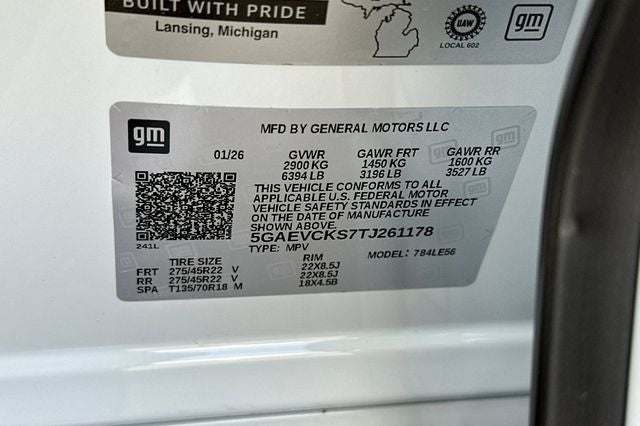 BUILT WITH PRIDE
Lansing, Michigan
UAW
LOCAL 602
gm
gm
MFD BY GENERAL MOTORS LLC
01/26 GVWR GAWR FRT GAWR RR
2900 KG 1450 KG 1600 KG
6394 LB 3196 LB 3527 LB
THIS VEHICLE CONFORMS TO ALL
APPLICABLE U.S. FEDERAL MOTOR
VEHICLE SAFETY STANDARDS IN EFFECT
ON THE DATE OF MANUFACTURE
SHOWN ABOVE.
5GAEVCKS7TJ261178
241L TYPE: MPV MODEL: 784LE56
TIRE SIZE RIM
FRT 275/45R22 V 22X8.5J
RR 275/45R22 V 22X8.5J
SPA T135/70R18 M 18X4.5B